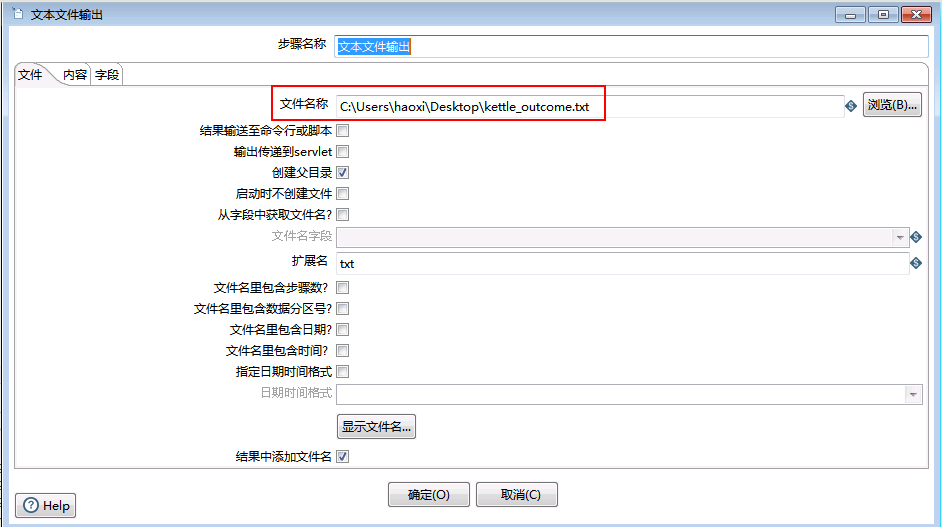 文本文件输出
步骤名称 文本文件输出
文件 内容 字段
文件名称 C:\Users\haoxi\Desktop\kettle_outcome.txt 浏览(B)...
结果输送至命令行或脚本
输出传递到servlet
创建父目录
启动时不创建文件
从字段中获取文件名?
文件名字段
扩展名 txt
文件名里包含步骤数?
文件名里包含数据分区号?
文件名里包含日期?
文件名里包含时间?
指定日期时间格式
日期时间格式
显示文件名...
结果中添加文件名
Help 确定(O) 取消(C)